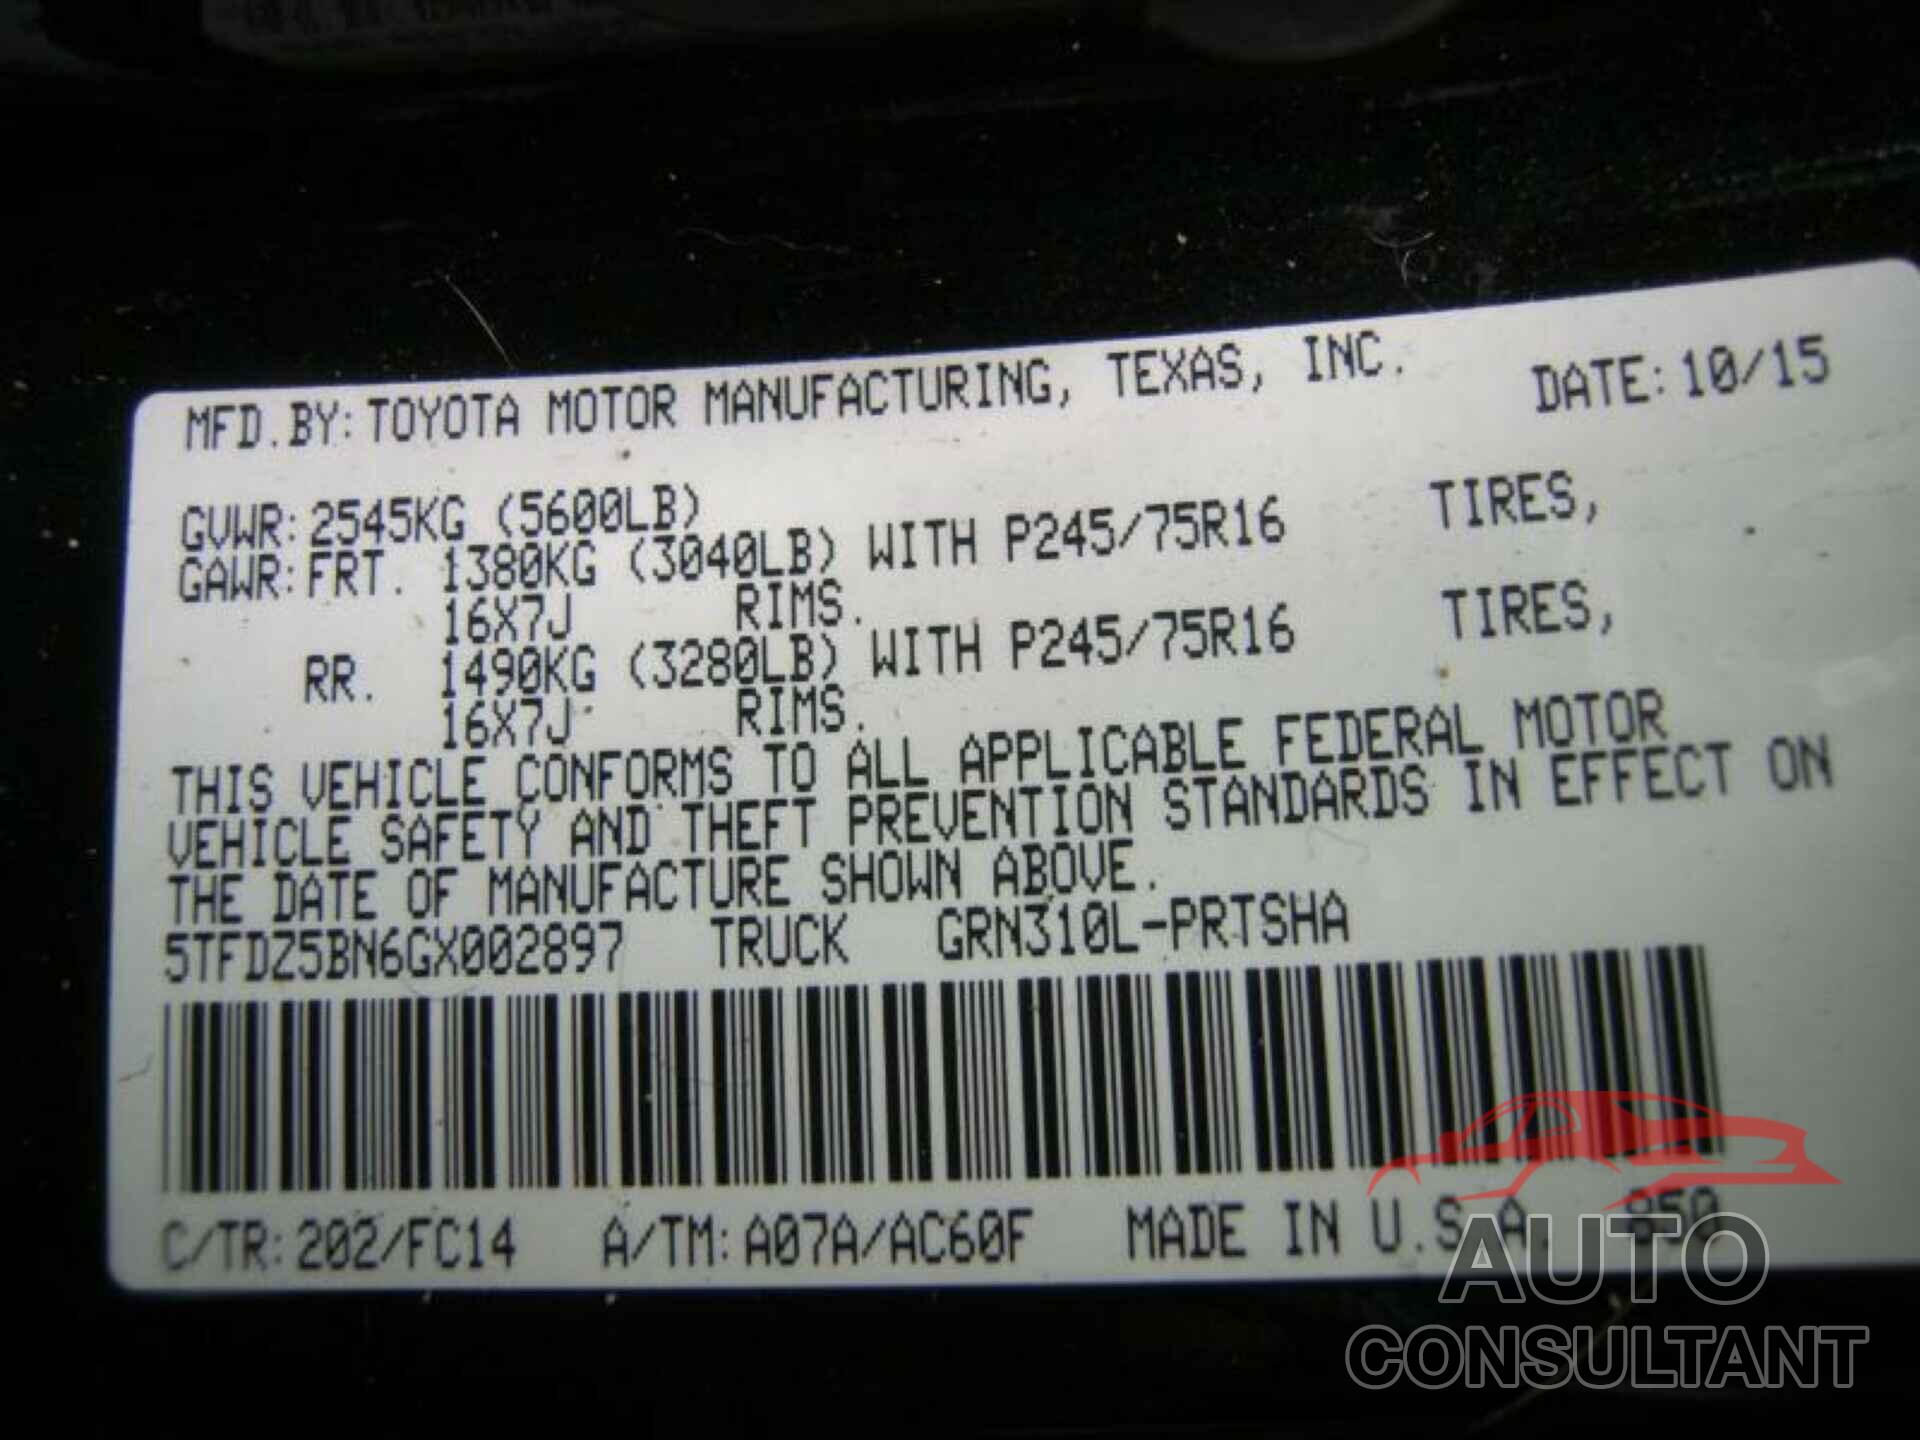 MFD.BY:TOYOTA MOTOR MANUFACTURING, TEXAS, INC. DATE:10/15
GVWR:2545KG (5600LB)
GAWR:FRT. 1380KG (3040LB) WITH P245/75R16 TIRES,
16X7J RIMS.
RR. 1490KG (3280LB) WITH P245/75R16 TIRES,
16X7J RIMS.
THIS VEHICLE CONFORMS TO ALL APPLICABLE FEDERAL MOTOR
VEHICLE SAFETY AND THEFT PREVENTION STANDARDS IN EFFECT ON
THE DATE OF MANUFACTURE SHOWN ABOVE.
5TFDZ5BN6GX002897 TRUCK GRN310L-PRTSHA
C/TR:202/FC14 A/TM:A07A/AC60F MADE IN U.S.A. 850
AUTO
CONSULTANT